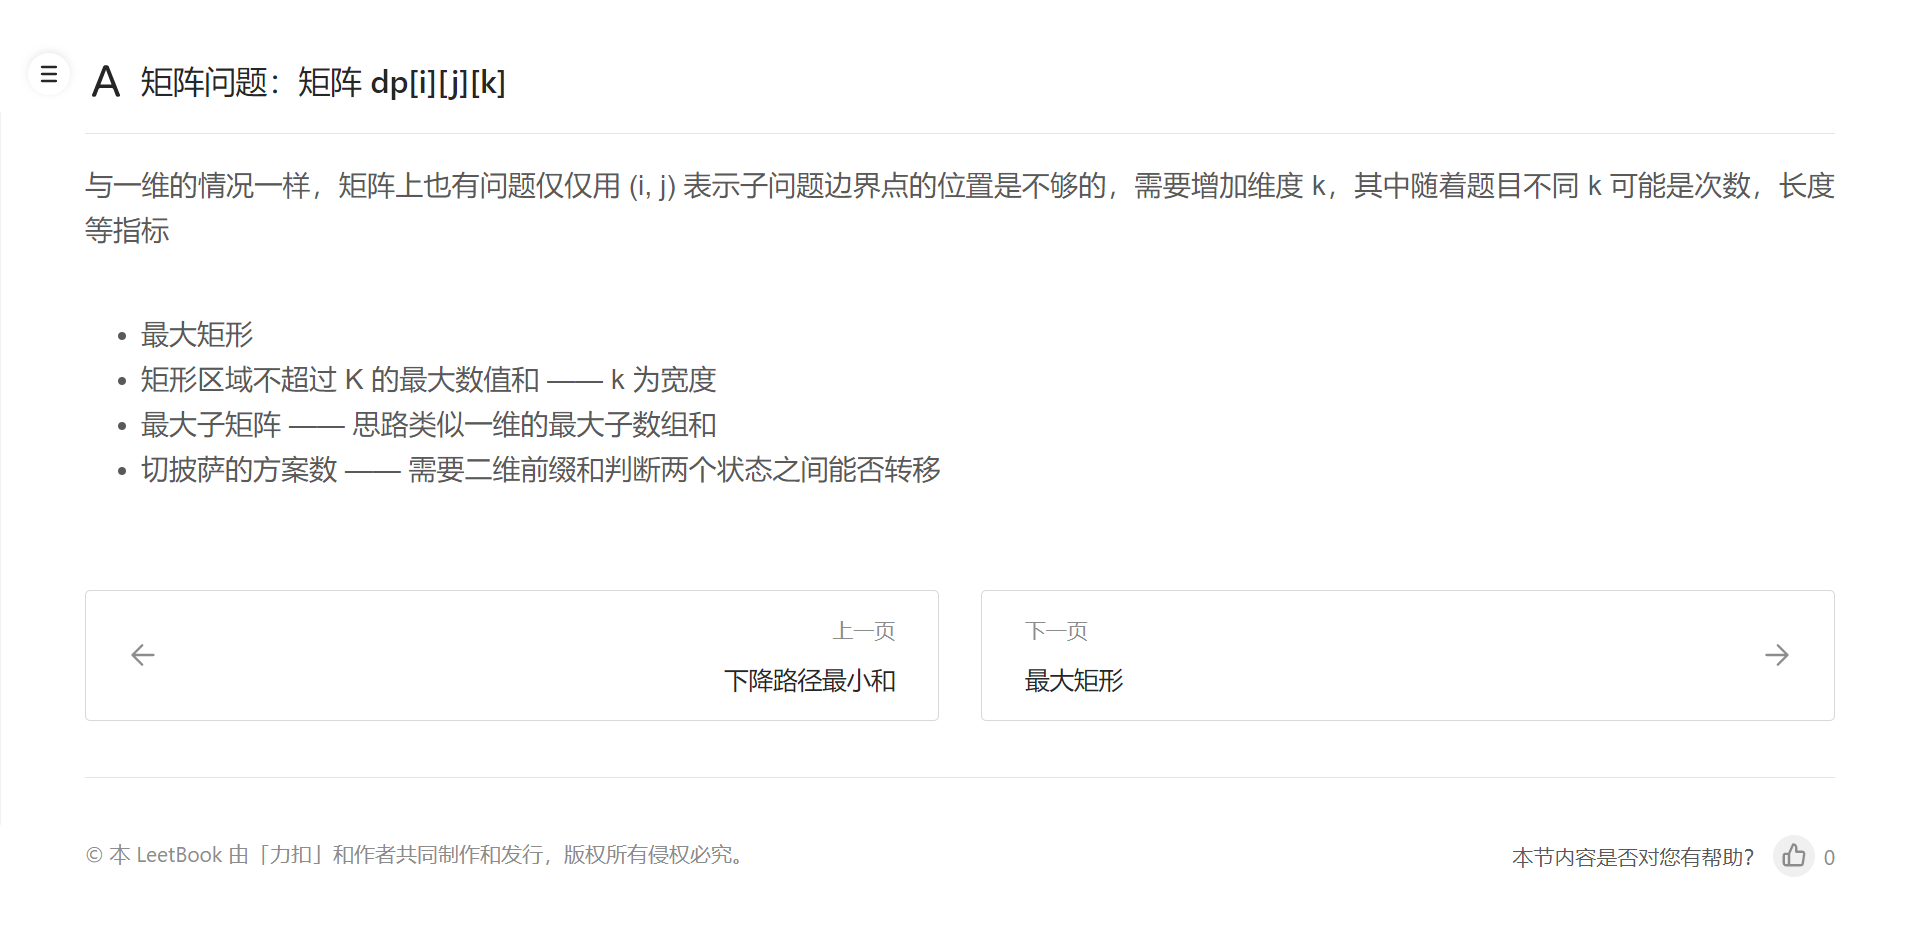 A 矩阵问题：矩阵 dp[i][j][k]
与一维的情况一样，矩阵上也有问题仅仅用 (i, j) 表示子问题边界点的位置是不够的，需要增加维度 k，其中随着题目不同 k 可能是次数，长度
等指标
• 最大矩形
• 矩形区域不超过 K 的最大数值和 —— k 为宽度
• 最大子矩阵 —— 思路类似一维的最大子数组和
• 切披萨的方案数 —— 需要二维前缀和判断两个状态之间能否转移
上一页
下降路径最小和
下一页
最大矩形
© 本 LeetBook 由「力扣」和作者共同制作和发行，版权所有侵权必究。
本节内容是否对您有帮助？ 0